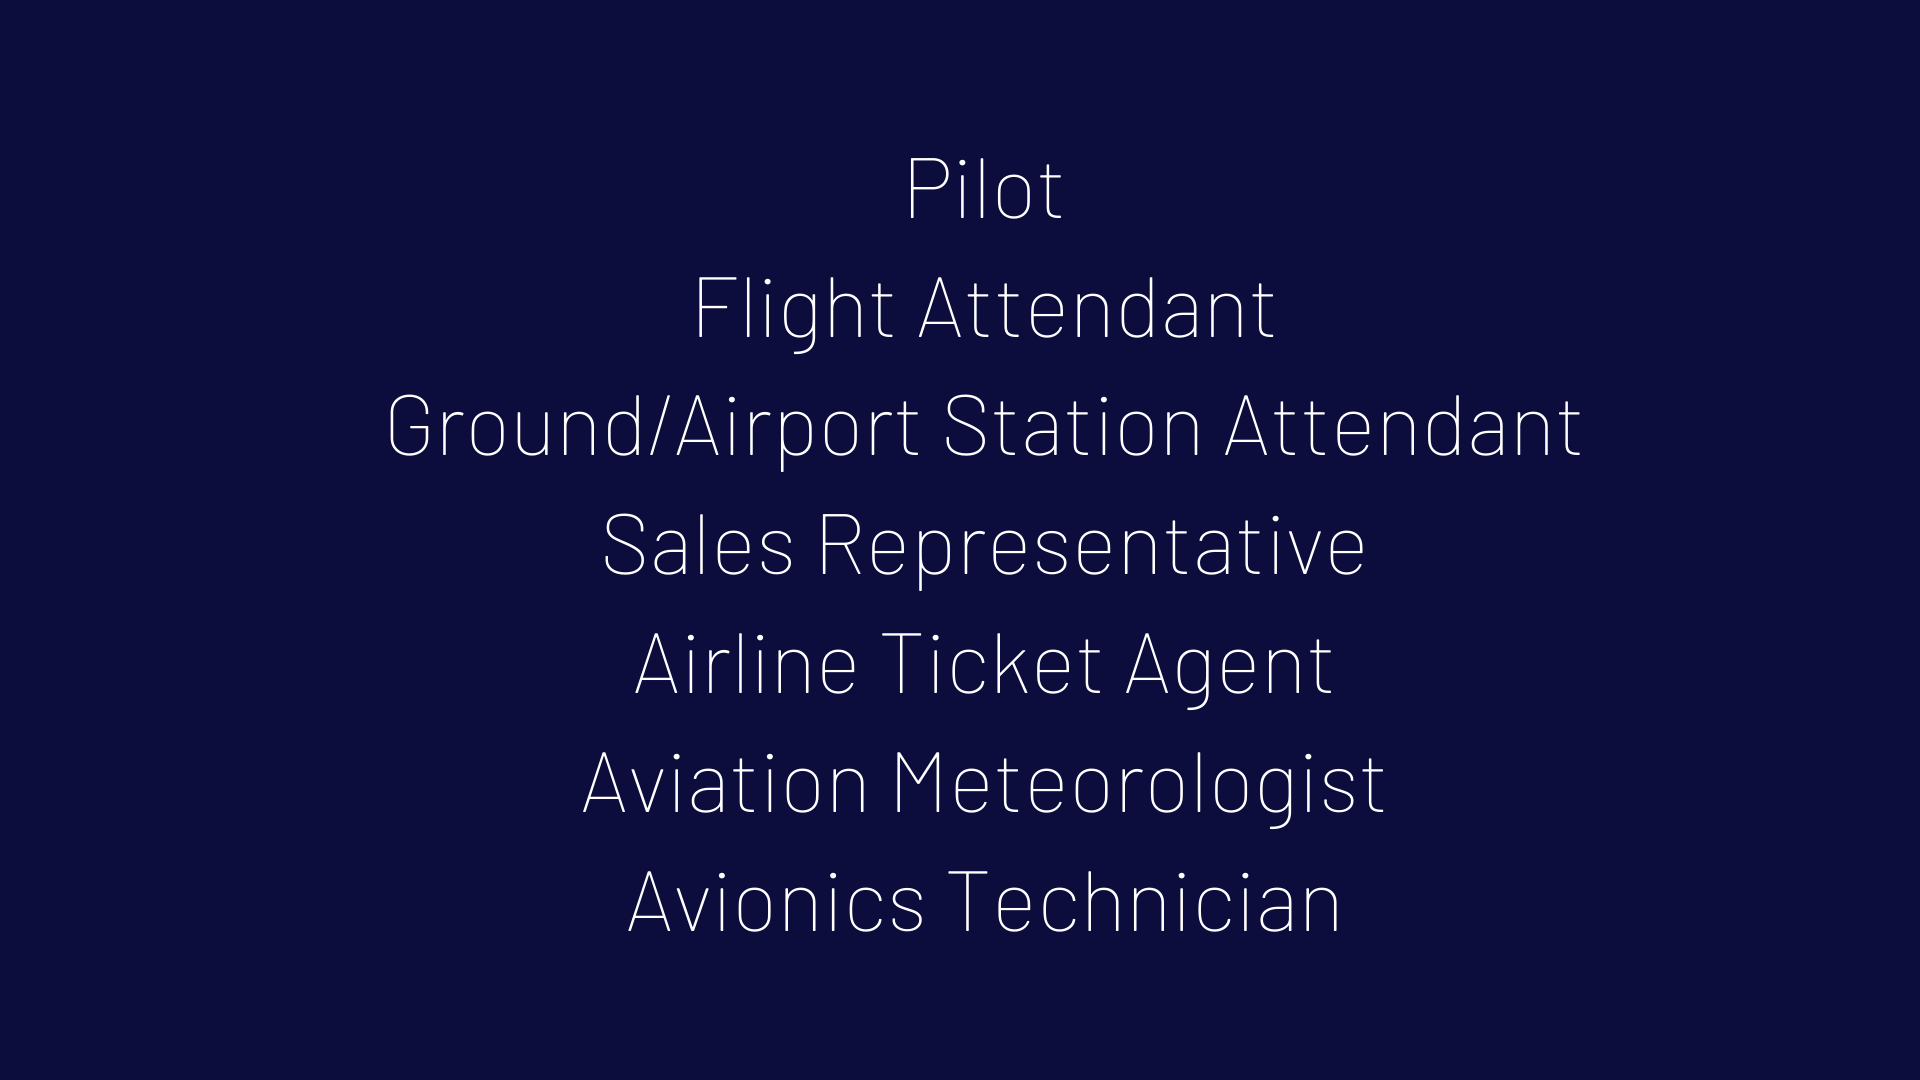 Pilot
Flight Attendant
Ground/Airport Station Attendant
Sales Representative
Airline Ticket Agent
Aviation Meteorologist
Avionics Technician